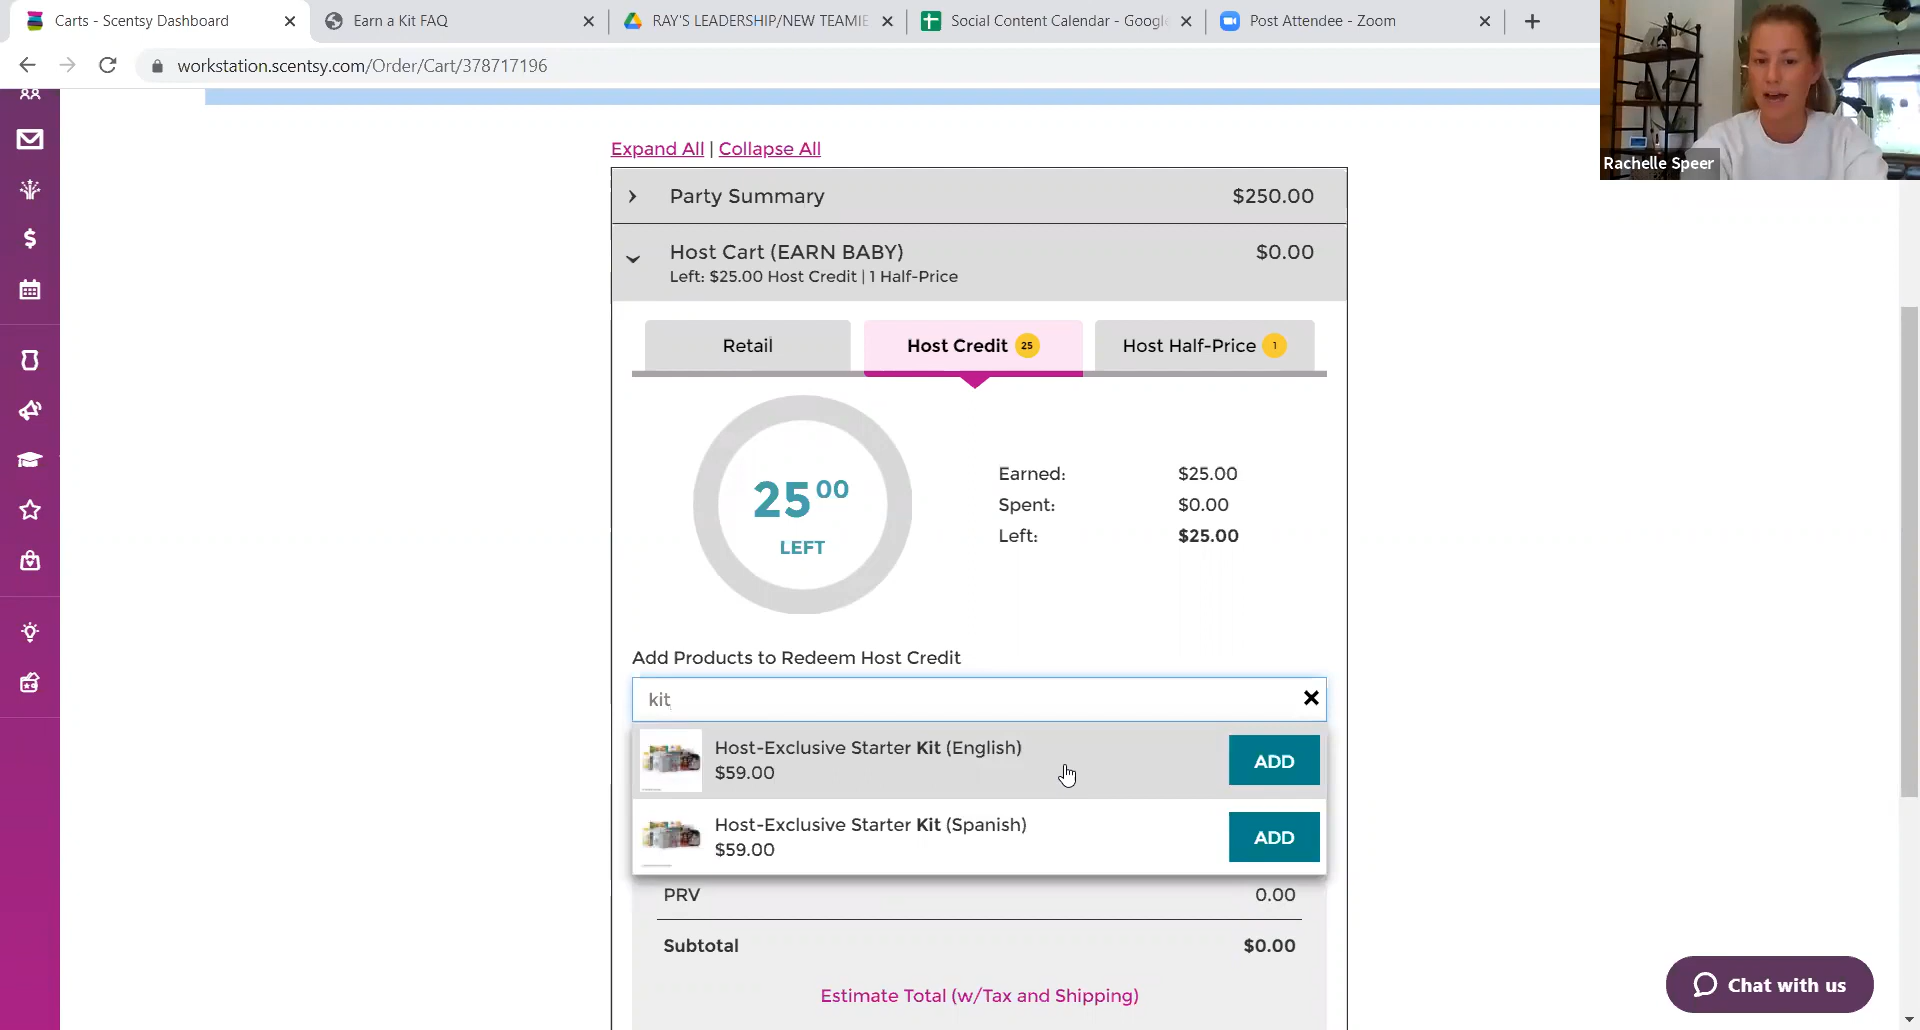 Carts - Scentsy Dashboard
Earn a Kit FAQ
RAY'S LEADERSHIP/NEW TEAMIE
Social Content Calendar - Google
Post Attendee - Zoom
workstation.scentsy.com/Order/Cart/378717196
Rachelle Speer
Expand All | Collapse All
Party Summary $250.00
Host Cart (EARN BABY) $0.00
Left: $25.00 Host Credit | 1 Half-Price
Retail
Host Credit 25
Host Half-Price 1
25.00
LEFT
Earned: $25.00
Spent: $0.00
Left: $25.00
Add Products to Redeem Host Credit
kit
Host-Exclusive Starter Kit (English)
$59.00
ADD
Host-Exclusive Starter Kit (Spanish)
$59.00
ADD
PRV 0.00
Subtotal $0.00
Estimate Total (w/Tax and Shipping)
Chat with us